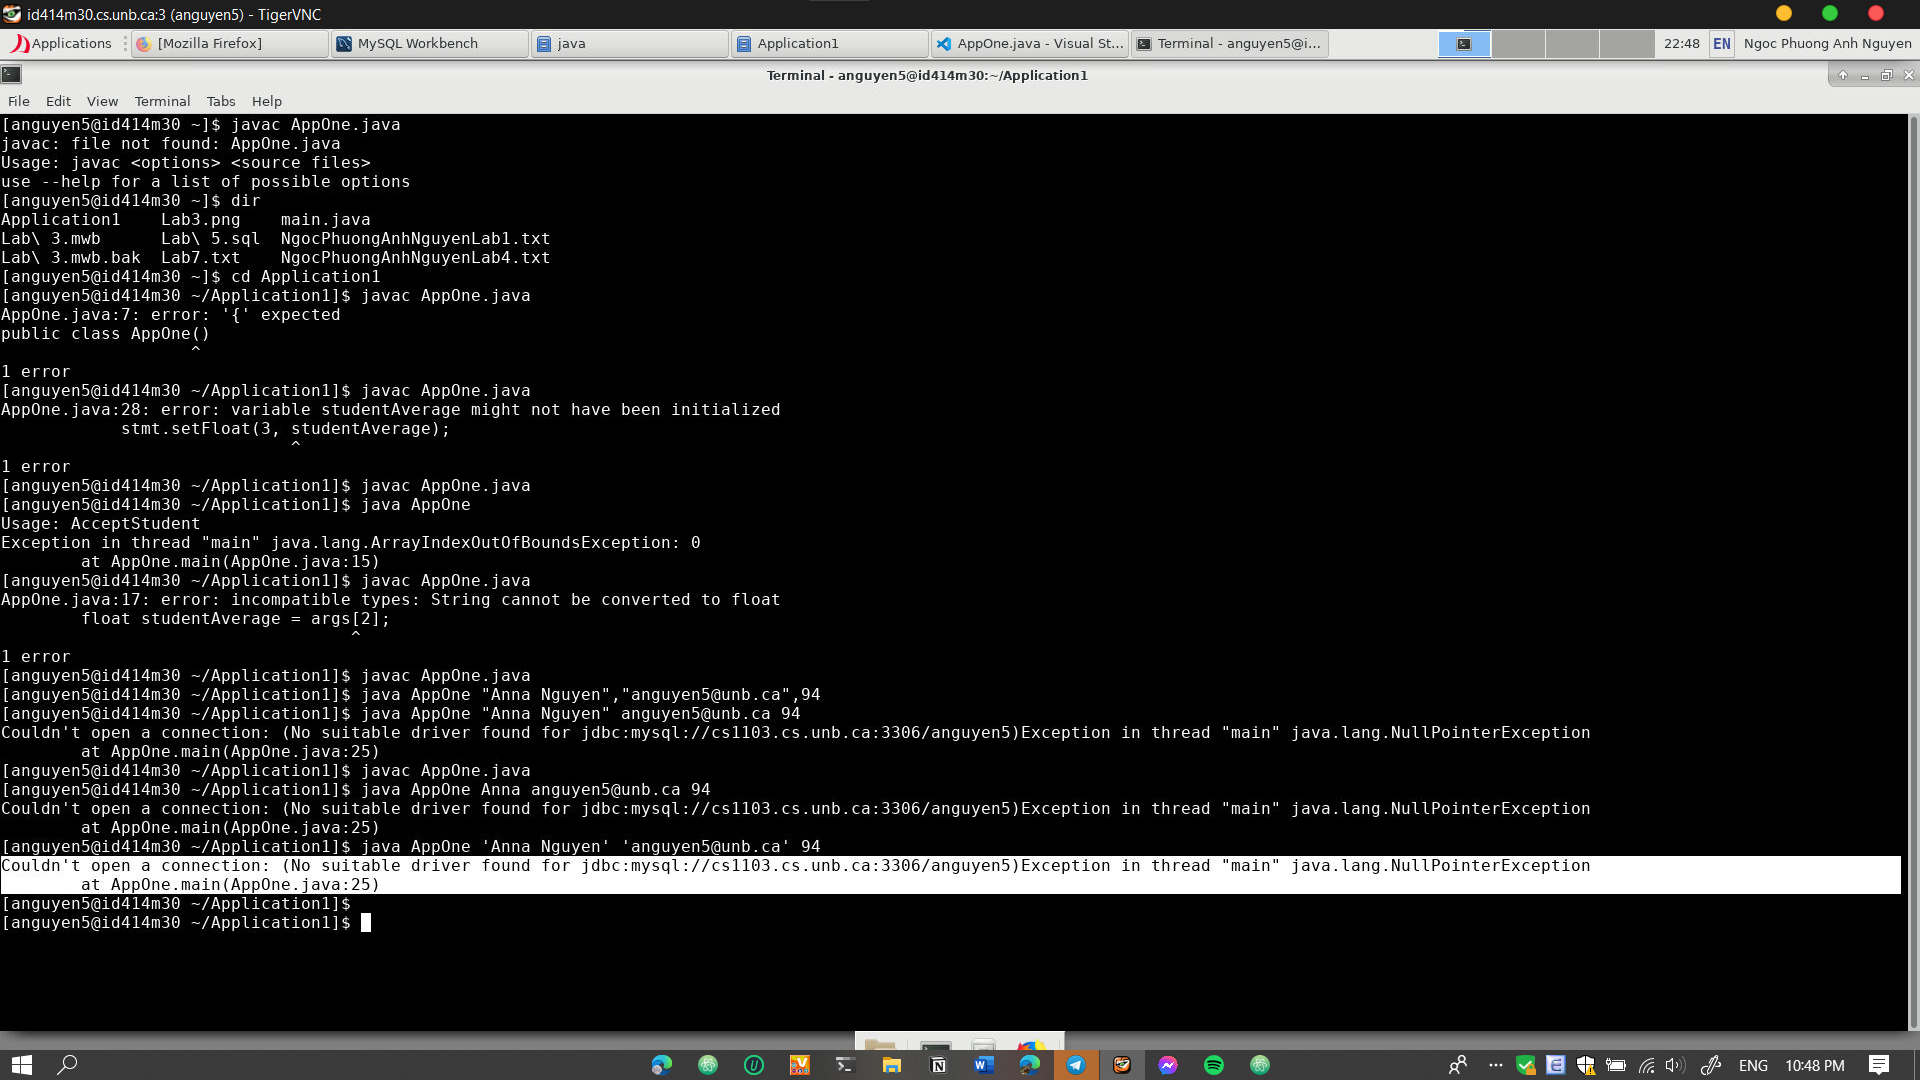 id414m30.cs.unb.ca:3 (anguyen5) - TigerVNC
Applications
[Mozilla Firefox]
MySQL Workbench
java
Application1
AppOne.java - Visual St...
Terminal - anguyen5@i...
22:48
EN
Ngoc Phuong Anh Nguyen
Terminal - anguyen5@id414m30:~/Application1
File Edit View Terminal Tabs Help
[anguyen5@id414m30 ~]$ javac AppOne.java
javac: file not found: AppOne.java
Usage: javac <options> <source files>
use --help for a list of possible options
[anguyen5@id414m30 ~]$ dir
Application1    Lab3.png    main.java
Lab\ 3.mwb      Lab\ 5.sql  NgocPhuongAnhNguyenLab1.txt
Lab\ 3.mwb.bak  Lab7.txt    NgocPhuongAnhNguyenLab4.txt
[anguyen5@id414m30 ~]$ cd Application1
[anguyen5@id414m30 ~/Application1]$ javac AppOne.java
AppOne.java:7: error: '{' expected
public class AppOne()
                   ^
1 error
[anguyen5@id414m30 ~/Application1]$ javac AppOne.java
AppOne.java:28: error: variable studentAverage might not have been initialized
            stmt.setFloat(3, studentAverage);
                             ^
1 error
[anguyen5@id414m30 ~/Application1]$ javac AppOne.java
[anguyen5@id414m30 ~/Application1]$ java AppOne
Usage: AcceptStudent
Exception in thread "main" java.lang.ArrayIndexOutOfBoundsException: 0
        at AppOne.main(AppOne.java:15)
[anguyen5@id414m30 ~/Application1]$ javac AppOne.java
AppOne.java:17: error: incompatible types: String cannot be converted to float
        float studentAverage = args[2];
                                   ^
1 error
[anguyen5@id414m30 ~/Application1]$ javac AppOne.java
[anguyen5@id414m30 ~/Application1]$ java AppOne "Anna Nguyen","anguyen5@unb.ca",94
[anguyen5@id414m30 ~/Application1]$ java AppOne "Anna Nguyen" anguyen5@unb.ca 94
Couldn't open a connection: (No suitable driver found for jdbc:mysql://cs1103.cs.unb.ca:3306/anguyen5)Exception in thread "main" java.lang.NullPointerException
        at AppOne.main(AppOne.java:25)
[anguyen5@id414m30 ~/Application1]$ javac AppOne.java
[anguyen5@id414m30 ~/Application1]$ java AppOne Anna anguyen5@unb.ca 94
Couldn't open a connection: (No suitable driver found for jdbc:mysql://cs1103.cs.unb.ca:3306/anguyen5)Exception in thread "main" java.lang.NullPointerException
        at AppOne.main(AppOne.java:25)
[anguyen5@id414m30 ~/Application1]$ java AppOne 'Anna Nguyen' 'anguyen5@unb.ca' 94
Couldn't open a connection: (No suitable driver found for jdbc:mysql://cs1103.cs.unb.ca:3306/anguyen5)Exception in thread "main" java.lang.NullPointerException
        at AppOne.main(AppOne.java:25)
[anguyen5@id414m30 ~/Application1]$
[anguyen5@id414m30 ~/Application1]$
ENG
10:48 PM